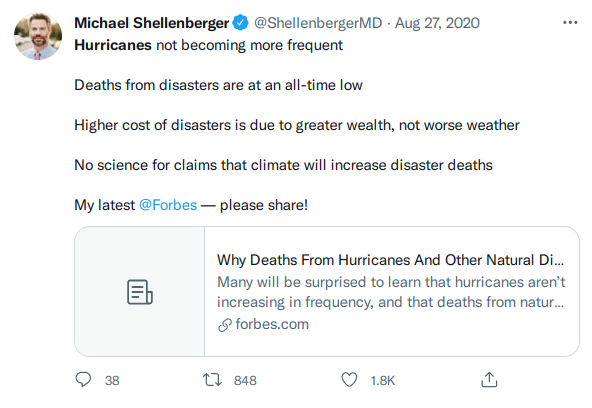 Michael Shellenberger @ShellenbergerMD · Aug 27, 2020
Hurricanes not becoming more frequent
Deaths from disasters are at an all-time low
Higher cost of disasters is due to greater wealth, not worse weather
No science for claims that climate will increase disaster deaths
My latest @Forbes — please share!
Why Deaths From Hurricanes And Other Natural Di...
Many will be surprised to learn that hurricanes aren't
increasing in frequency, and that deaths from natur...
forbes.com
38 848 1.8K